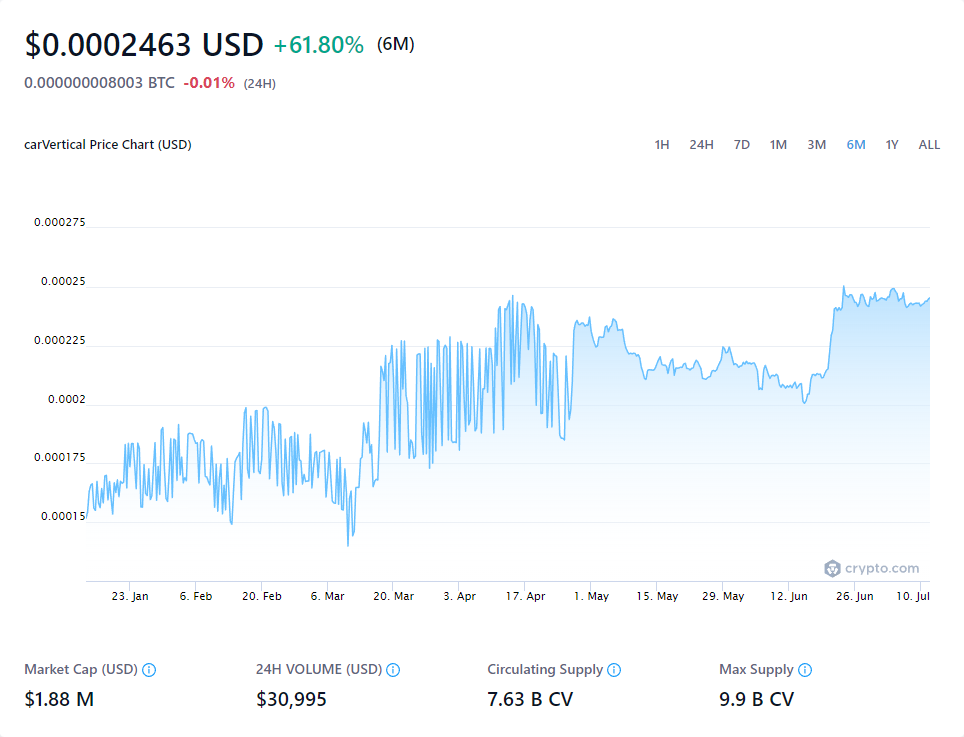 $0.0002463 USD +61.80% (6M)
0.000000008003 BTC -0.01% (24H)
carVertical Price Chart (USD) 1H 24H 7D 1M 3M 6M 1Y ALL
0.000275
0.00025
0.000225
0.0002
0.000175
0.00015
crypto.com
23. Jan 6. Feb 20. Feb 6. Mar 20. Mar 3. Apr 17. Apr 1. May 15. May 29. May 12. Jun 26. Jun 10. Jul
Market Cap (USD) 24H VOLUME (USD) Circulating Supply Max Supply
$1.88 M $30,995 7.63 B CV 9.9 B CV